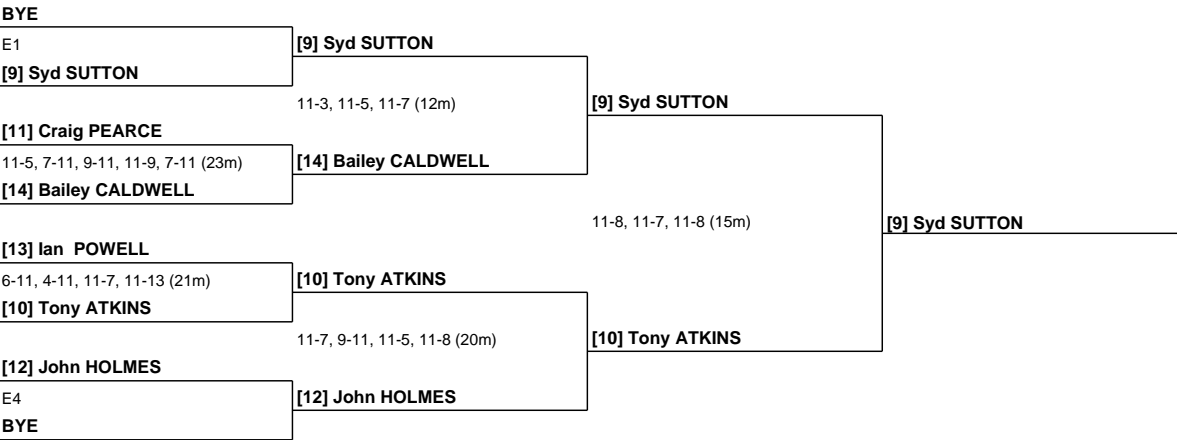 BYE
E1
[9] Syd SUTTON
[9] Syd SUTTON
11-3, 11-5, 11-7 (12m)
[9] Syd SUTTON
[11] Craig PEARCE
11-5, 7-11, 9-11, 11-9, 7-11 (23m)
[14] Bailey CALDWELL
[14] Bailey CALDWELL
11-8, 11-7, 11-8 (15m)
[9] Syd SUTTON
[13] Ian POWELL
6-11, 4-11, 11-7, 11-13 (21m)
[10] Tony ATKINS
[10] Tony ATKINS
11-7, 9-11, 11-5, 11-8 (20m)
[10] Tony ATKINS
[12] John HOLMES
E4
[12] John HOLMES
BYE